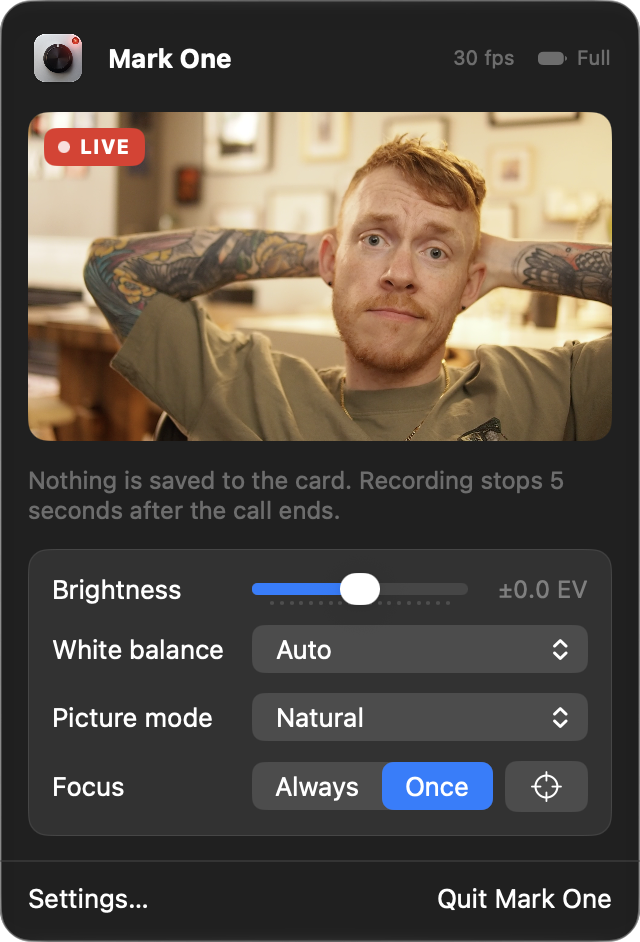 Mark One
30 fps
Full
LIVE
Nothing is saved to the card. Recording stops 5
seconds after the call ends.
Brightness
±0.0 EV
White balance
Auto
Picture mode
Natural
Focus
Always
Once
Settings...
Quit Mark One